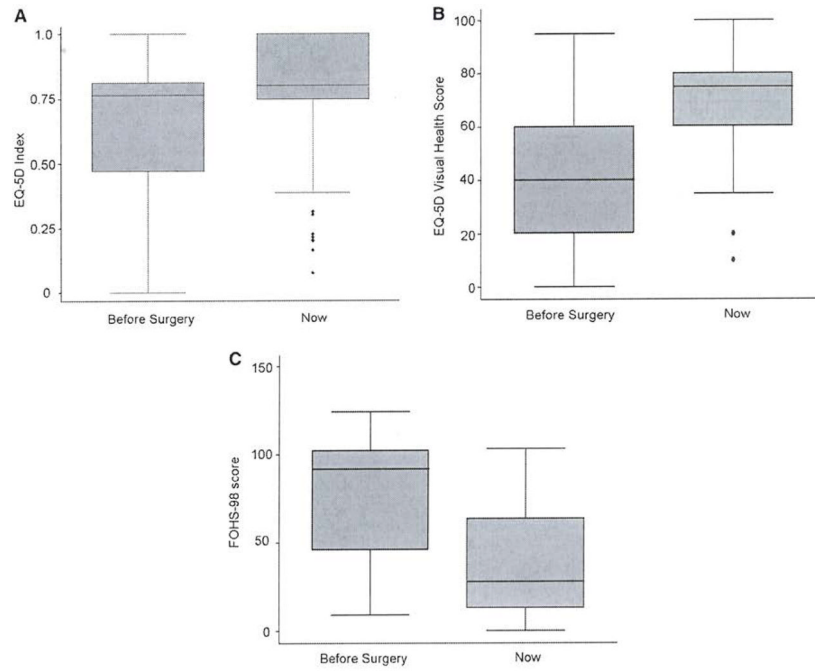 A
EQ-5D Index
1.0
0.75
0.50
0.25
0
Before Surgery
Now
B
EQ-5D Visual Health Score
100
80
60
40
20
0
Before Surgery
Now
C
FOHS-98 score
150
100
50
0
Before Surgery
Now